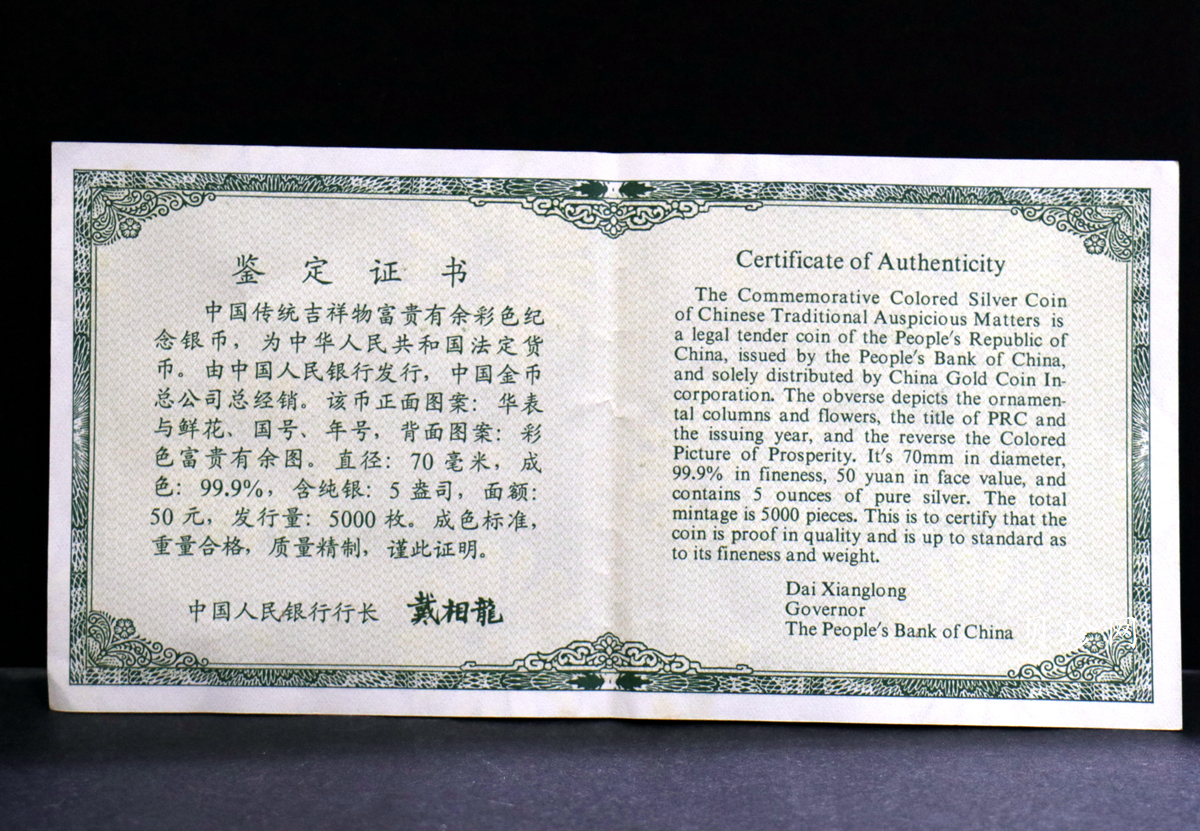 鉴定证书
中国传统吉祥物富贵有余彩色纪
念银币，为中华人民共和国法定货
币。由中国人民银行发行，中国金币
总公司总经销。该币正面图案：华表
与鲜花、国号、年号，背面图案：彩
色富贵有余图。直径：70毫米，成
色：99.9%，含纯银：5盎司，面额：
50元，发行量：5000枚。成色标准，
重量合格，质量精制，谨此证明。
中国人民银行行长 戴相龍
Certificate of Authenticity
The Commemorative Colored Silver Coin
of Chinese Traditional Auspicious Matters is
a legal tender coin of the People's Republic of
China, issued by the People's Bank of China,
and solely distributed by China Gold Coin In-
corporation. The obverse depicts the ornamen-
tal columns and flowers, the title of PRC and
the issuing year, and the reverse the Colored
Picture of Prosperity. It's 70mm in diameter,
99.9% in fineness, 50 yuan in face value, and
contains 5 ounces of pure silver. The total
mintage is 5000 pieces. This is to certify that the
coin is proof in quality and is up to standard as
to its fineness and weight.
Dai Xianglong
Governor
The People's Bank of China